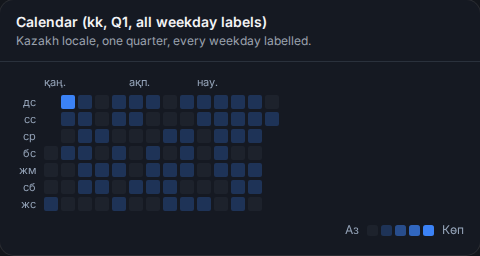 Calendar (kk, Q1, all weekday labels)
Kazakh locale, one quarter, every weekday labelled.
қаң. ақп. нау.
дс
сс
ср
бс
жм
сб
жс
Аз Көп